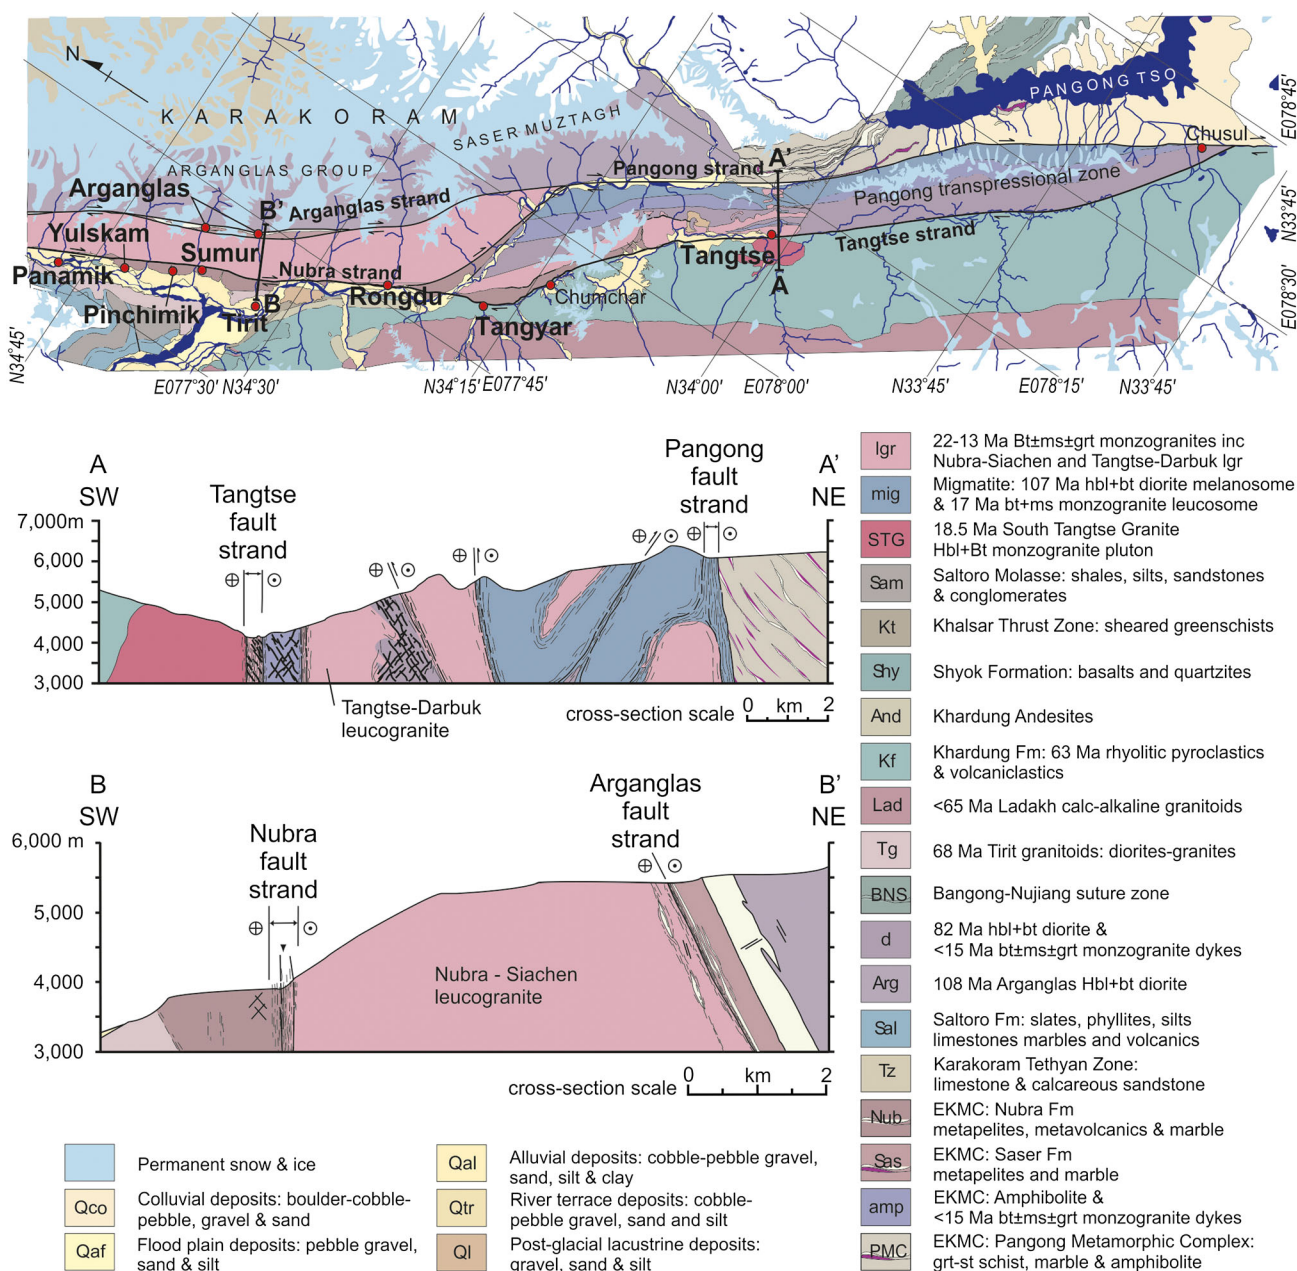 N
KARAKORAM
SASER MUZTAGH
ARGANGLAS GROUP
PANGONG TSO
Chusul
E078°45'
Arganglas
B'
Arganglas strand
Pangong strand
A'
Pangong transpressional zone
Yulskam
Sumur
Nubra strand
Tangtse
Tangtse strand
N33°45'
Panamik
B
Rongdu
Chumchar
A
E078°30'
Pinchimik
Tirit
Tangyar
N34°45'
E077°30'
N34°30'
N34°15'
E077°45'
N34°00'
E078°00'
N33°45'
E078°15'
N33°45'
A
SW
Tangtse
fault
strand
Pangong
fault
strand
A'
NE
7,000m
6,000
5,000
4,000
3,000
Tangtse-Darbuk
leucogranite
cross-section scale
0 km 2
B
SW
Nubra
fault
strand
Arganglas
fault
strand
B'
NE
6,000 m
5,000
4,000
3,000
Nubra - Siachen
leucogranite
cross-section scale
0 km 2
lgr
22-13 Ma Bt±ms±grt monzogranites inc
Nubra-Siachen and Tangtse-Darbuk lgr
mig
Migmatite: 107 Ma hbl+bt diorite melanosome
& 17 Ma bt+ms monzogranite leucosome
STG
18.5 Ma South Tangtse Granite
Hbl+Bt monzogranite pluton
Sam
Saltoro Molasse: shales, silts, sandstones
& conglomerates
Kt
Khalsar Thrust Zone: sheared greenschists
Shy
Shyok Formation: basalts and quartzites
And
Khardung Andesites
Kf
Khardung Fm: 63 Ma rhyolitic pyroclastics
& volcaniclastics
Lad
<65 Ma Ladakh calc-alkaline granitoids
Tg
68 Ma Tirit granitoids: diorites-granites
BNS
Bangong-Nujiang suture zone
d
82 Ma hbl+bt diorite &
<15 Ma bt±ms±grt monzogranite dykes
Arg
108 Ma Arganglas Hbl+bt diorite
Sal
Saltoro Fm: slates, phyllites, silts
limestones marbles and volcanics
Tz
Karakoram Tethyan Zone:
limestone & calcareous sandstone
Nub
EKMC: Nubra Fm
metapelites, metavolcanics & marble
Sas
EKMC: Saser Fm
metapelites and marble
amp
EKMC: Amphibolite &
<15 Ma bt±ms±grt monzogranite dykes
PMC
EKMC: Pangong Metamorphic Complex:
grt-st schist, marble & amphibolite
Permanent snow & ice
Qco
Colluvial deposits: boulder-cobble-
pebble, gravel & sand
Qaf
Flood plain deposits: pebble gravel,
sand & silt
Qal
Alluvial deposits: cobble-pebble gravel,
sand, silt & clay
Qtr
River terrace deposits: cobble-
pebble gravel, sand and silt
Ql
Post-glacial lacustrine deposits:
gravel, sand & silt